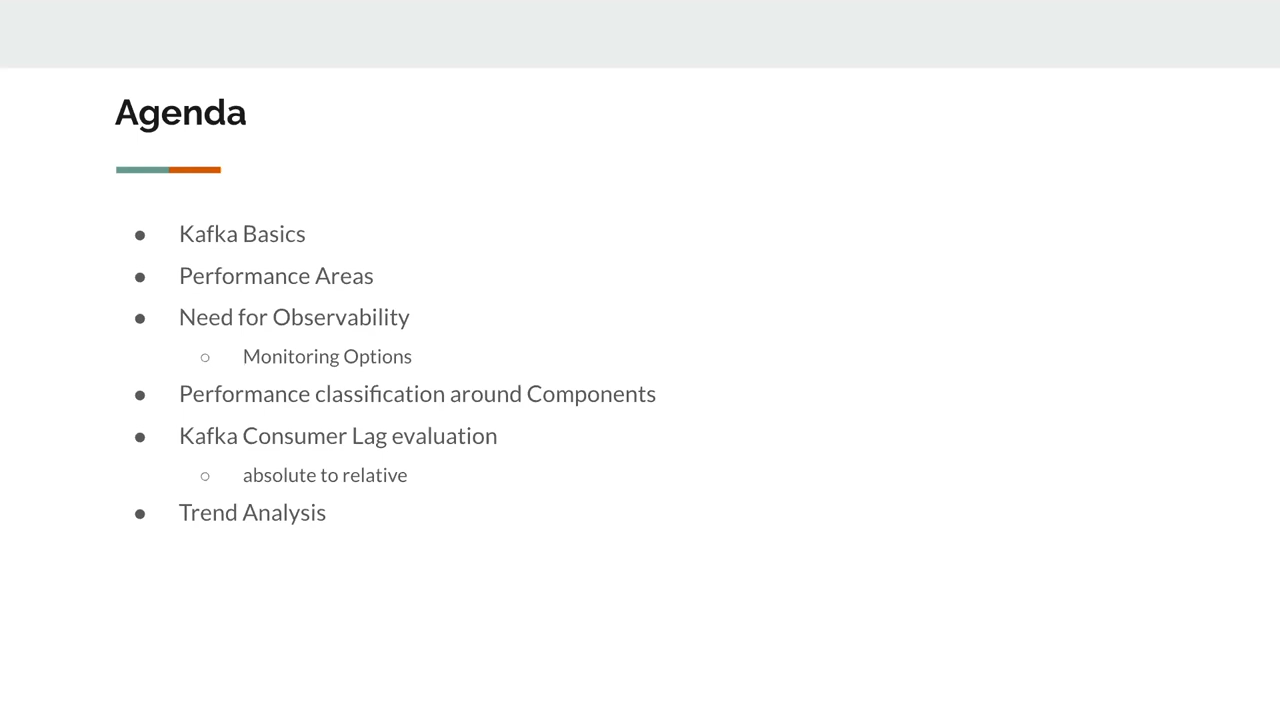 Agenda
● Kafka Basics
● Performance Areas
● Need for Observability
○ Monitoring Options
● Performance classification around Components
● Kafka Consumer Lag evaluation
○ absolute to relative
● Trend Analysis